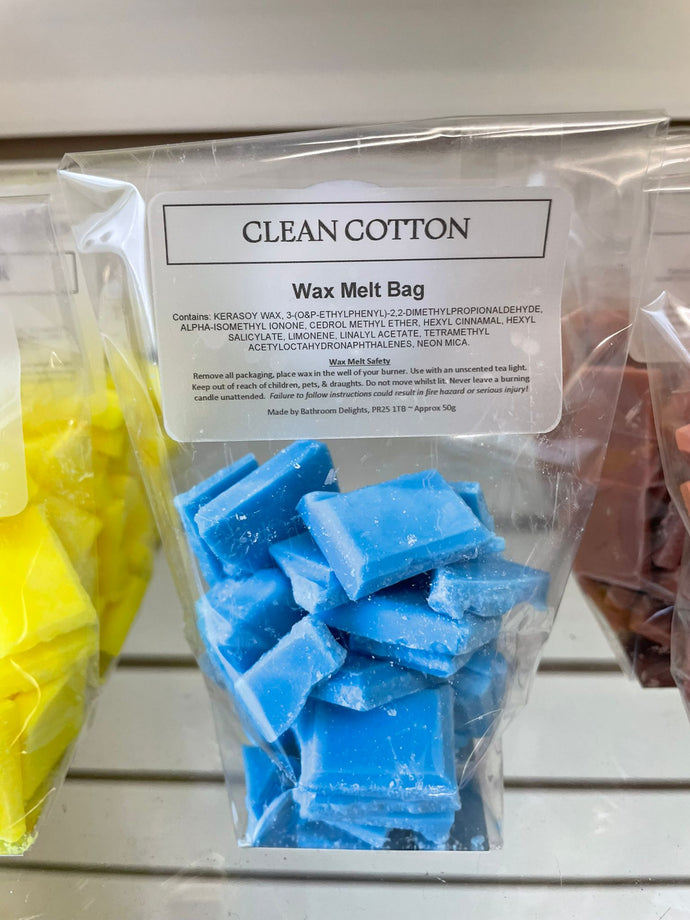 CLEAN COTTON
Wax Melt Bag
Contains: KERASOY WAX, 3-(O&P-ETHYLPHENYL)-2,2-DIMETHYLPROPIONALDEHYDE,
ALPHA-ISOMETHYL IONONE, CEDROL METHYL ETHER, HEXYL CINNAMAL, HEXYL
SALICYLATE, LIMONENE, LINALYL ACETATE, TETRAMETHYL
ACETYLOCTAHYDRONAPHTHALENES, NEON MICA.
Wax Melt Safety
Remove all packaging, place wax in the well of your burner. Use with an unscented tea light.
Keep out of reach of children, pets, & draughts. Do not move whilst lit. Never leave a burning
candle unattended. Failure to follow instructions could result in fire hazard or serious injury!
Made by Bathroom Delights, PR25 1TB ~ Approx 50g